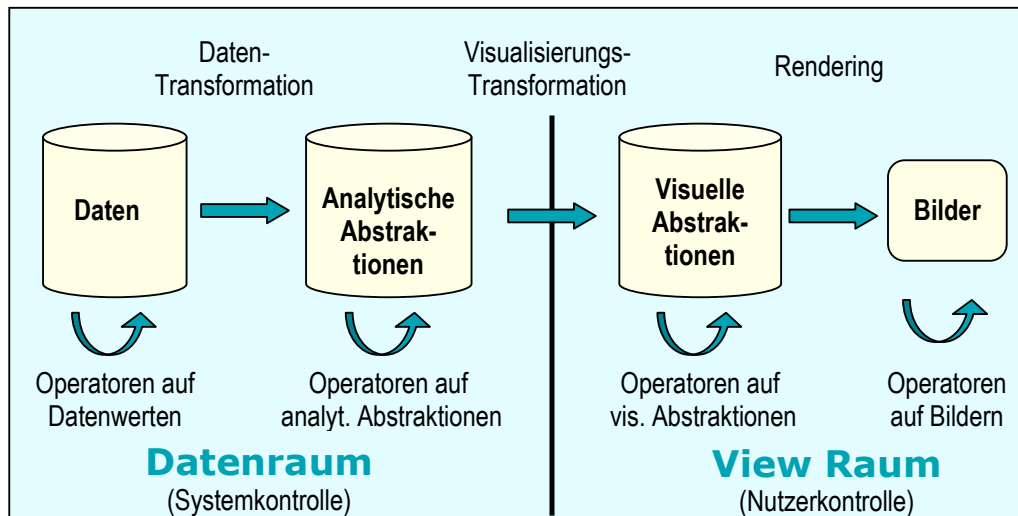 Daten-
Transformation
Visualisierungs-
Transformation
Rendering
Daten
Analytische
Abstrak-
tionen
Visuelle
Abstrak-
tionen
Bilder
Operatoren auf
Datenwerten
Operatoren auf
analyt. Abstraktionen
Operatoren auf
vis. Abstraktionen
Operatoren
auf Bildern
Datenraum
(Systemkontrolle)
View Raum
(Nutzerkontrolle)